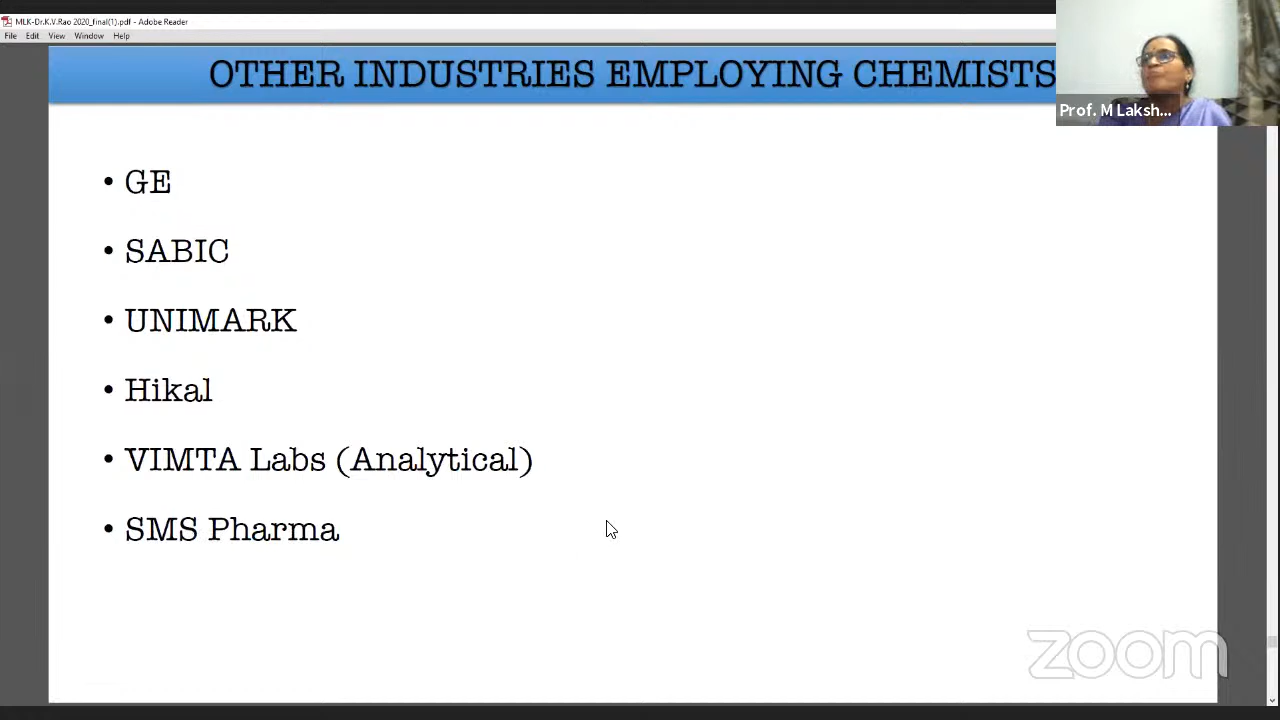 MLK-Dr.K.V.Rao 2020_final(1).pdf - Adobe Reader
File Edit View Window Help
OTHER INDUSTRIES EMPLOYING CHEMISTS
Prof. M Laksh...
• GE
• SABIC
• UNIMARK
• Hikal
• VIMTA Labs (Analytical)
• SMS Pharma
zoom